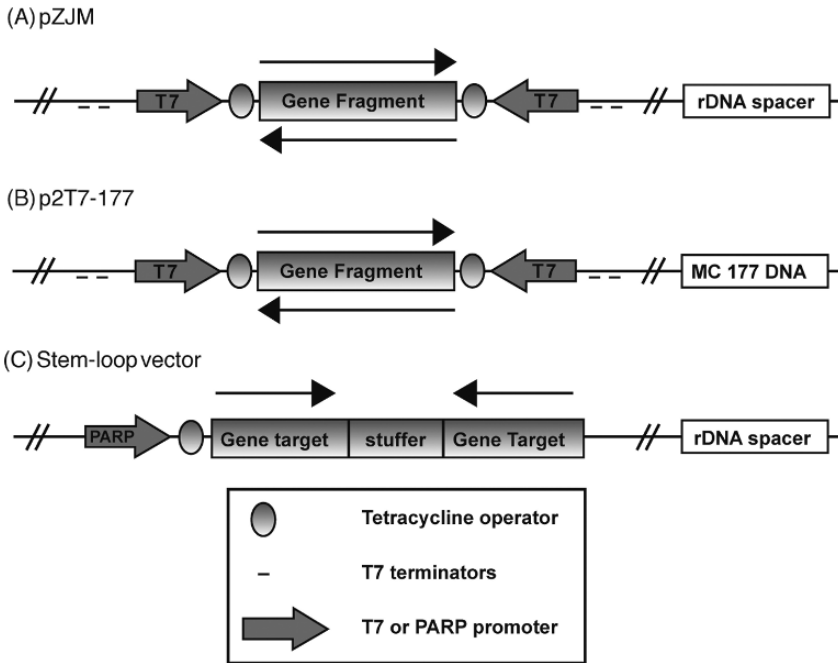 (A) pZJM
T7 Gene Fragment T7 rDNA spacer
(B) p2T7-177
T7 Gene Fragment T7 MC 177 DNA
(C) Stem-loop vector
PARP Gene target stuffer Gene Target rDNA spacer
Tetracycline operator
T7 terminators
T7 or PARP promoter